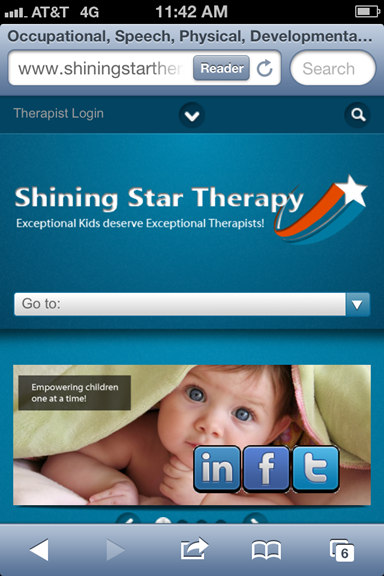 AT&T 4G 11:42 AM
Occupational, Speech, Physical, Developmenta...
www.shiningstarther Reader Search
Therapist Login
Shining Star Therapy
Exceptional Kids deserve Exceptional Therapists!
Go to:
Empowering children
one at a time!
in f t
6